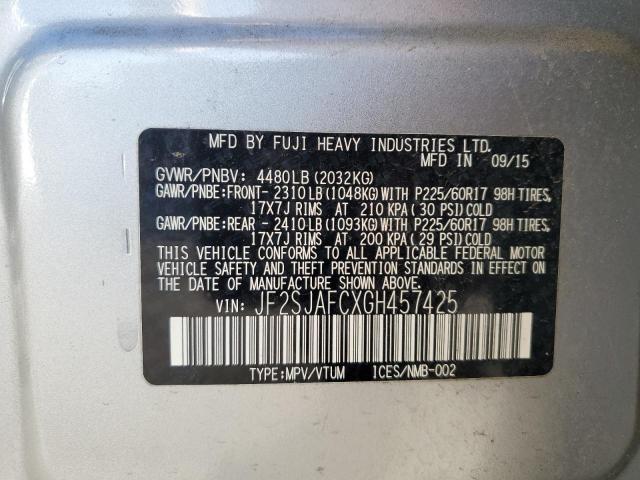 MFD BY FUJI HEAVY INDUSTRIES LTD.
MFD IN 09/15
GVWR/PNBV: 4480LB (2032KG)
GAWR/PNBE:FRONT- 2310LB (1048KG) WITH P225/60R17 98H TIRES,
17X7J RIMS AT 210 KPA (30 PSI) COLD
GAWR/PNBE:REAR - 2410LB (1093KG) WITH P225/60R17 98H TIRES,
17X7J RIMS AT 200 KPA (29 PSI) COLD
THIS VEHICLE CONFORMS TO ALL APPLICABLE FEDERAL MOTOR
VEHICLE SAFETY AND THEFT PREVENTION STANDARDS IN EFFECT ON
THE DATE OF MANUFACTURE SHOWN ABOVE.
VIN: JF2SJAFCXGH457425
TYPE:MPV/VTUM ICES/NMB-002